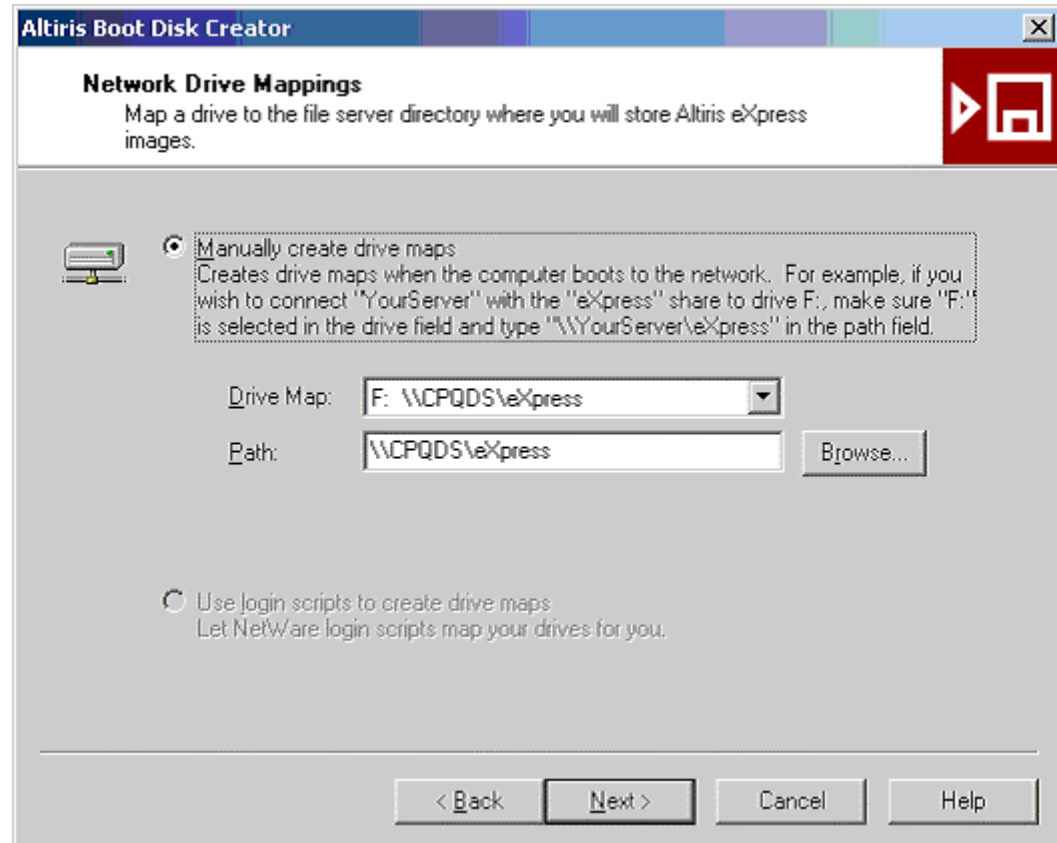 Altiris Boot Disk Creator
Network Drive Mappings
Map a drive to the file server directory where you will store Altiris eXpress
images.
Manually create drive maps
Creates drive maps when the computer boots to the network.  For example, if you
wish to connect "YourServer" with the "eXpress" share to drive F:, make sure "F:"
is selected in the drive field and type "\\YourServer\eXpress" in the path field.
Drive Map: F:  \\CPQDS\eXpress
Path: \\CPQDS\eXpress Browse...
Use login scripts to create drive maps
Let NetWare login scripts map your drives for you.
< Back Next > Cancel Help